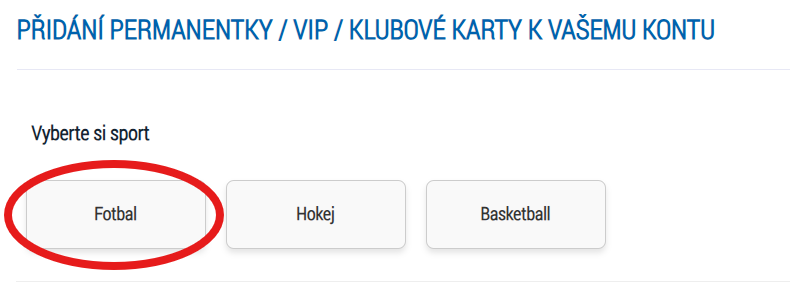 PŘIDÁNÍ PERMANENTKY / VIP / KLUBOVÉ KARTY K VAŠEMU KONTU
Vyberte si sport
Fotbal Hokej Basketball